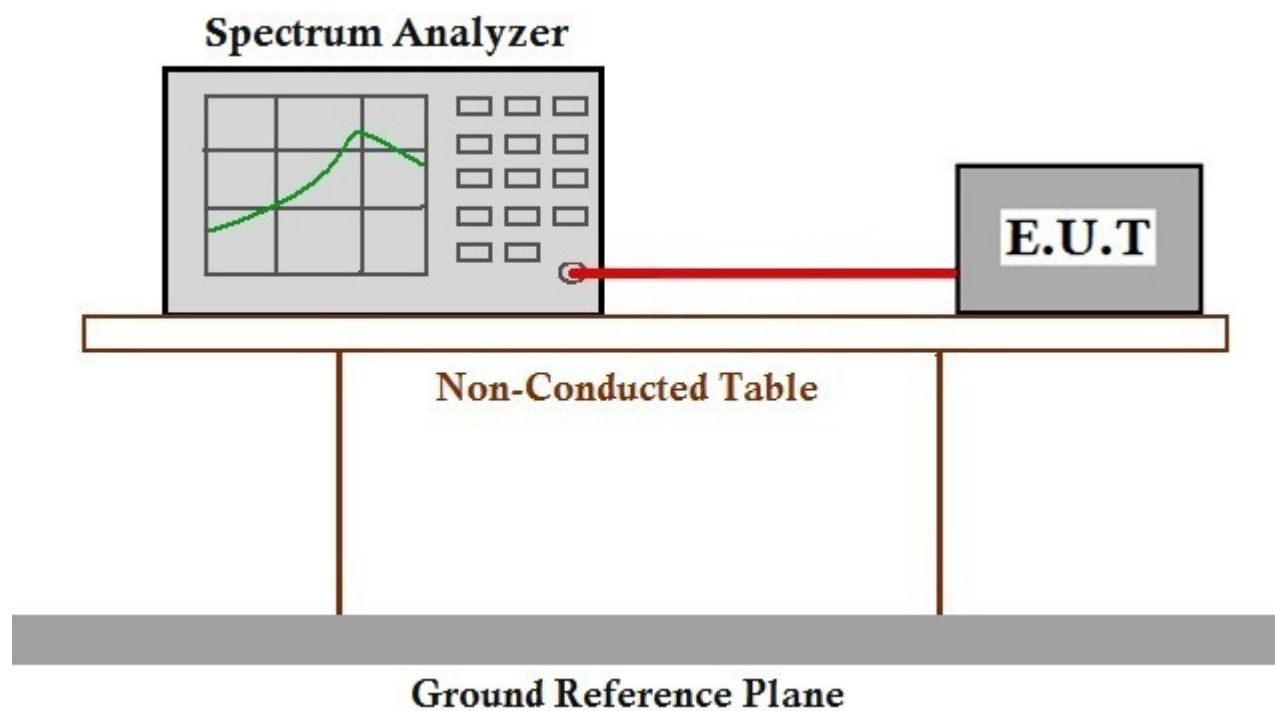 Spectrum Analyzer
E.U.T
Non-Conducted Table
Ground Reference Plane